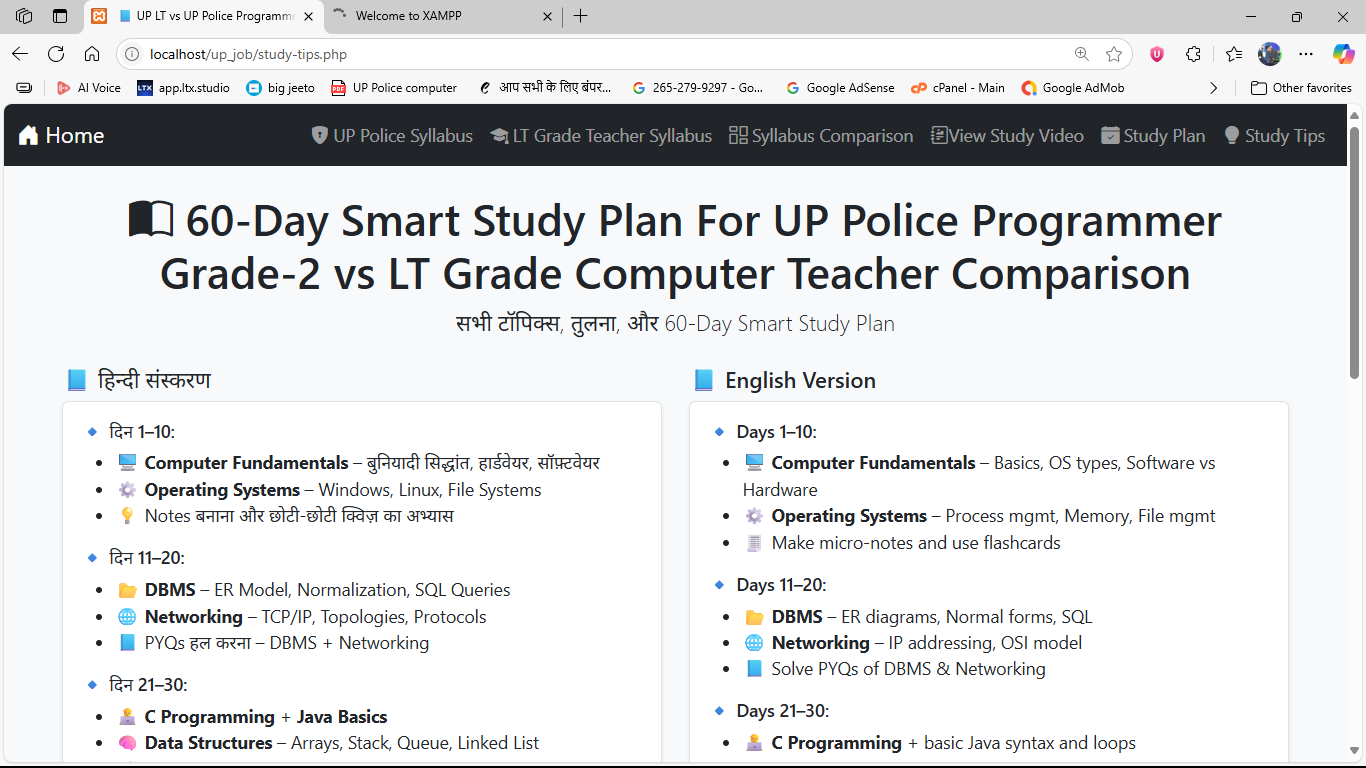 UP LT vs UP Police Programme
Welcome to XAMPP
localhost/up_job/study-tips.php
AI Voice
LTX
app.ltx.studio
big jeeto
PDF
UP Police computer
आप सभी के लिए बंपर...
265-279-9297 - Go...
Google AdSense
cPanel - Main
Google AdMob
Other favorites
Home
UP Police Syllabus
LT Grade Teacher Syllabus
Syllabus Comparison
View Study Video
Study Plan
Study Tips
60-Day Smart Study Plan For UP Police Programmer
Grade-2 vs LT Grade Computer Teacher Comparison
सभी टॉपिक्स, तुलना, और 60-Day Smart Study Plan
हिन्दी संस्करण
दिन 1–10:
Computer Fundamentals – बुनियादी सिद्धांत, हार्डवेयर, सॉफ़्टवेयर
Operating Systems – Windows, Linux, File Systems
Notes बनाना और छोटी-छोटी क्विज़ का अभ्यास
दिन 11–20:
DBMS – ER Model, Normalization, SQL Queries
Networking – TCP/IP, Topologies, Protocols
PYQs हल करना – DBMS + Networking
दिन 21–30:
C Programming + Java Basics
Data Structures – Arrays, Stack, Queue, Linked List
English Version
Days 1–10:
Computer Fundamentals – Basics, OS types, Software vs
Hardware
Operating Systems – Process mgmt, Memory, File mgmt
Make micro-notes and use flashcards
Days 11–20:
DBMS – ER diagrams, Normal forms, SQL
Networking – IP addressing, OSI model
Solve PYQs of DBMS & Networking
Days 21–30:
C Programming + basic Java syntax and loops